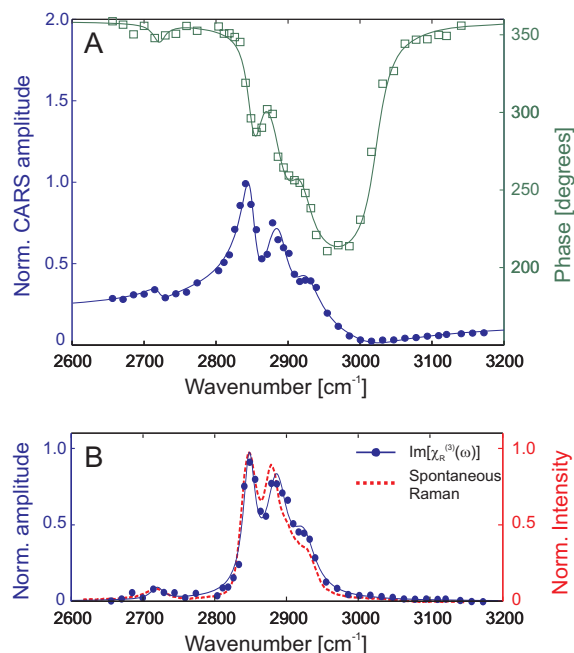 A
2.0
1.5
1.0
0.5
0
Norm. CARS amplitude
350
300
250
200
Phase [degrees]
2600 2700 2800 2900 3000 3100 3200
Wavenumber [cm⁻¹]
B
1.0
0.5
0
Norm. amplitude
Im[χ_R^(3)(ω)]
Spontaneous
Raman
1.0
0.5
0
Norm. Intensity
2600 2700 2800 2900 3000 3100 3200
Wavenumber [cm⁻¹]